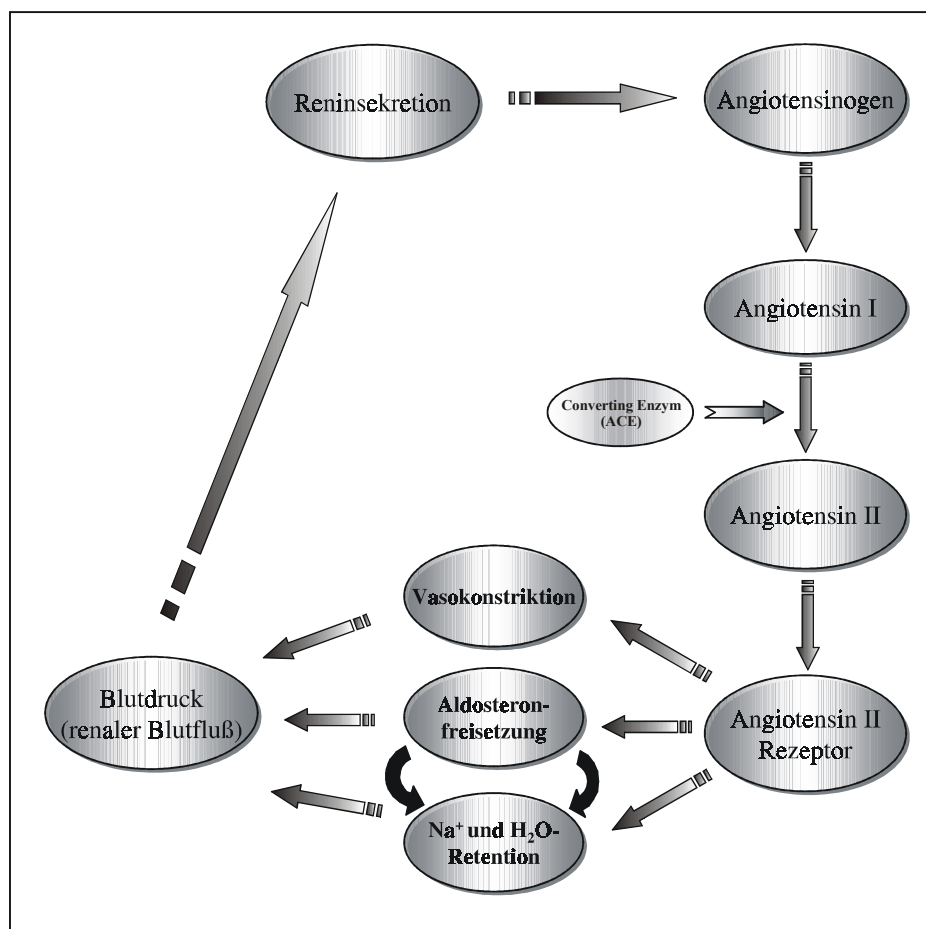 Reninsekretion
Angiotensinogen
Angiotensin I
Converting Enzym
(ACE)
Angiotensin II
Vasokonstriktion
Blutdruck
(renaler Blutfluß)
Aldosteron-
freisetzung
Angiotensin II
Rezeptor
Na⁺ und H₂O-
Retention